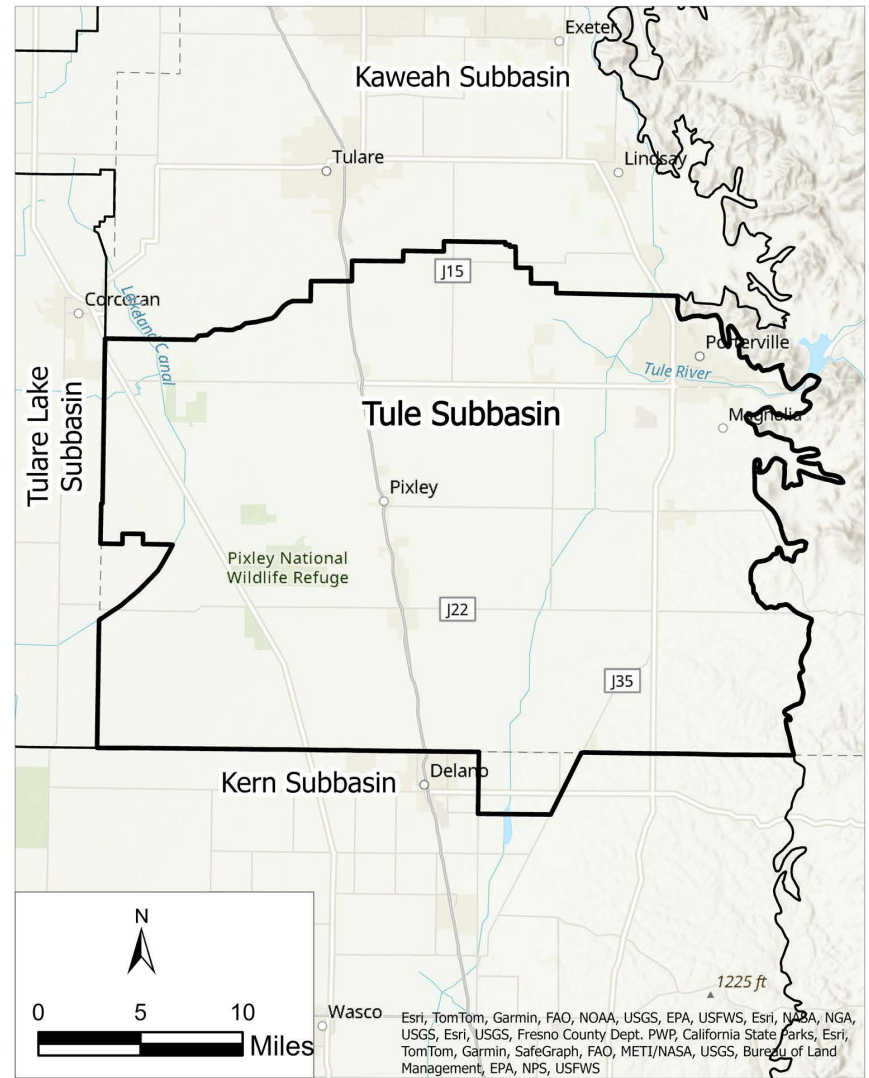 Exeter
Kaweah Subbasin
Tulare
Lindsay
J15
Corcoran
Lakeland Canal
Porterville
Tule River
Tulare Lake
Subbasin
Tule Subbasin
Magnolia
Pixley
Pixley National
Wildlife Refuge
J22
J35
Kern Subbasin
Delano
N
0 5 10
Miles
1225 ft
Wasco
Esri, TomTom, Garmin, FAO, NOAA, USGS, EPA, USFWS, Esri, NASA, NGA,
USGS, Esri, USGS, Fresno County Dept. PWP, California State Parks, Esri,
TomTom, Garmin, SafeGraph, FAO, METI/NASA, USGS, Bureau of Land
Management, EPA, NPS, USFWS